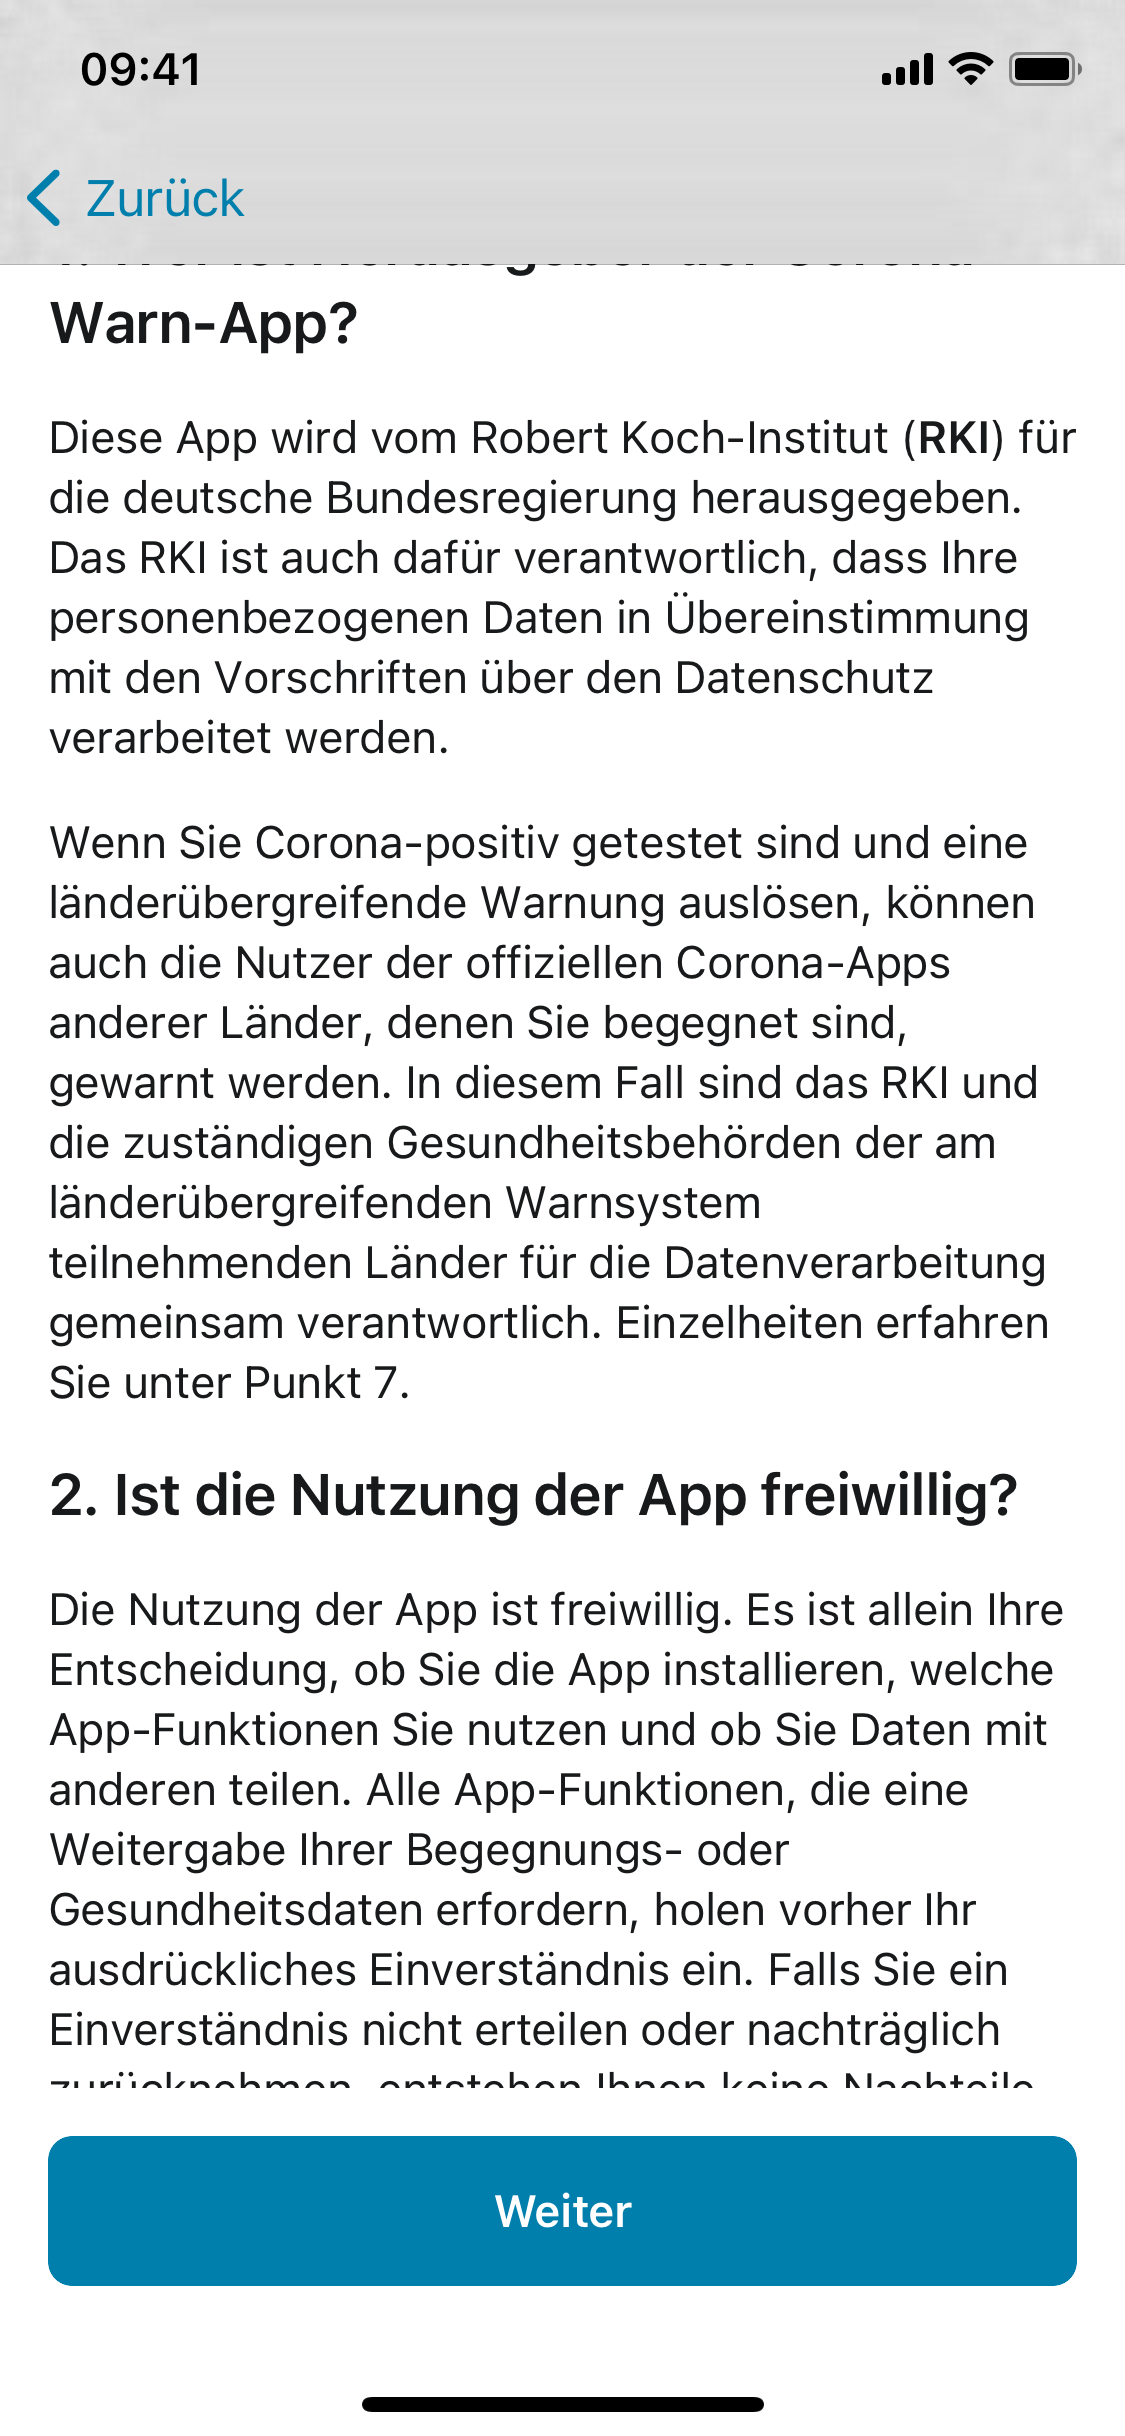 09:41
Zurück
Warn-App?
Diese App wird vom Robert Koch-Institut (RKI) für
die deutsche Bundesregierung herausgegeben.
Das RKI ist auch dafür verantwortlich, dass Ihre
personenbezogenen Daten in Übereinstimmung
mit den Vorschriften über den Datenschutz
verarbeitet werden.
Wenn Sie Corona-positiv getestet sind und eine
länderübergreifende Warnung auslösen, können
auch die Nutzer der offiziellen Corona-Apps
anderer Länder, denen Sie begegnet sind,
gewarnt werden. In diesem Fall sind das RKI und
die zuständigen Gesundheitsbehörden der am
länderübergreifenden Warnsystem
teilnehmenden Länder für die Datenverarbeitung
gemeinsam verantwortlich. Einzelheiten erfahren
Sie unter Punkt 7.
2. Ist die Nutzung der App freiwillig?
Die Nutzung der App ist freiwillig. Es ist allein Ihre
Entscheidung, ob Sie die App installieren, welche
App-Funktionen Sie nutzen und ob Sie Daten mit
anderen teilen. Alle App-Funktionen, die eine
Weitergabe Ihrer Begegnungs- oder
Gesundheitsdaten erfordern, holen vorher Ihr
ausdrückliches Einverständnis ein. Falls Sie ein
Einverständnis nicht erteilen oder nachträglich
zurücknehmen, entstehen Ihnen keine Nachteile.
Weiter